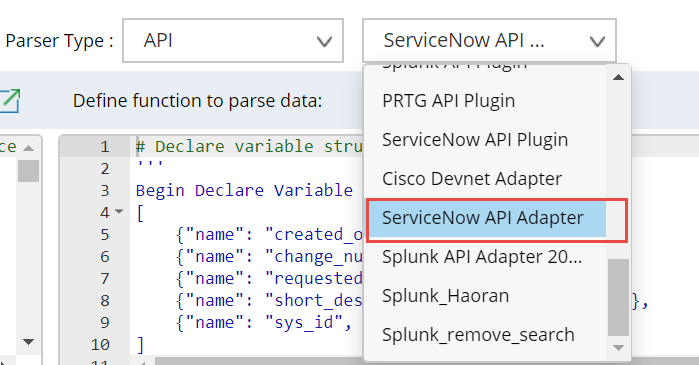 Parser Type :
API
ServiceNow API ...
Define function to parse data:
Splunk API Plugin
PRTG API Plugin
ServiceNow API Plugin
Cisco Devnet Adapter
ServiceNow API Adapter
Splunk API Adapter 20...
Splunk_Haoran
Splunk_remove_search
ce
1 # Declare variable stru
2 '''
3 Begin Declare Variable
4 [
5 {"name": "created_o
6 {"name": "change_nu
7 {"name": "requested
8 {"name": "short_des },
9 {"name": "sys_id",
10 ]
11